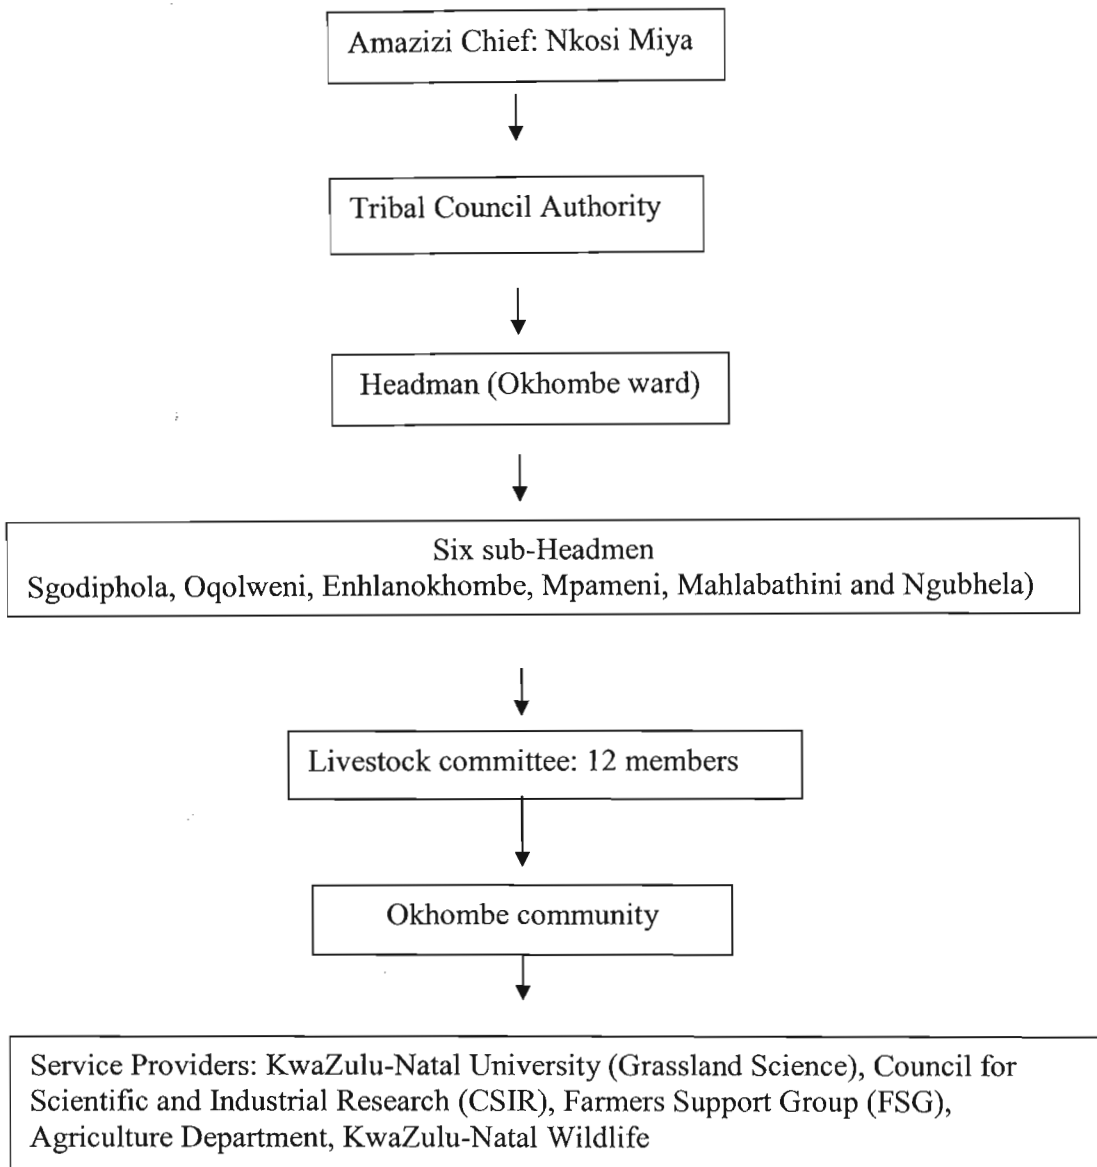 Amazizi Chief: Nkosi Miya
Tribal Council Authority
Headman (Okhombe ward)
Six sub-Headmen
Sgodiphola, Oqolweni, Enhlanokhombe, Mpameni, Mahlabathini and Ngubhela)
Livestock committee: 12 members
Okhombe community
Service Providers: KwaZulu-Natal University (Grassland Science), Council for
Scientific and Industrial Research (CSIR), Farmers Support Group (FSG),
Agriculture Department, KwaZulu-Natal Wildlife